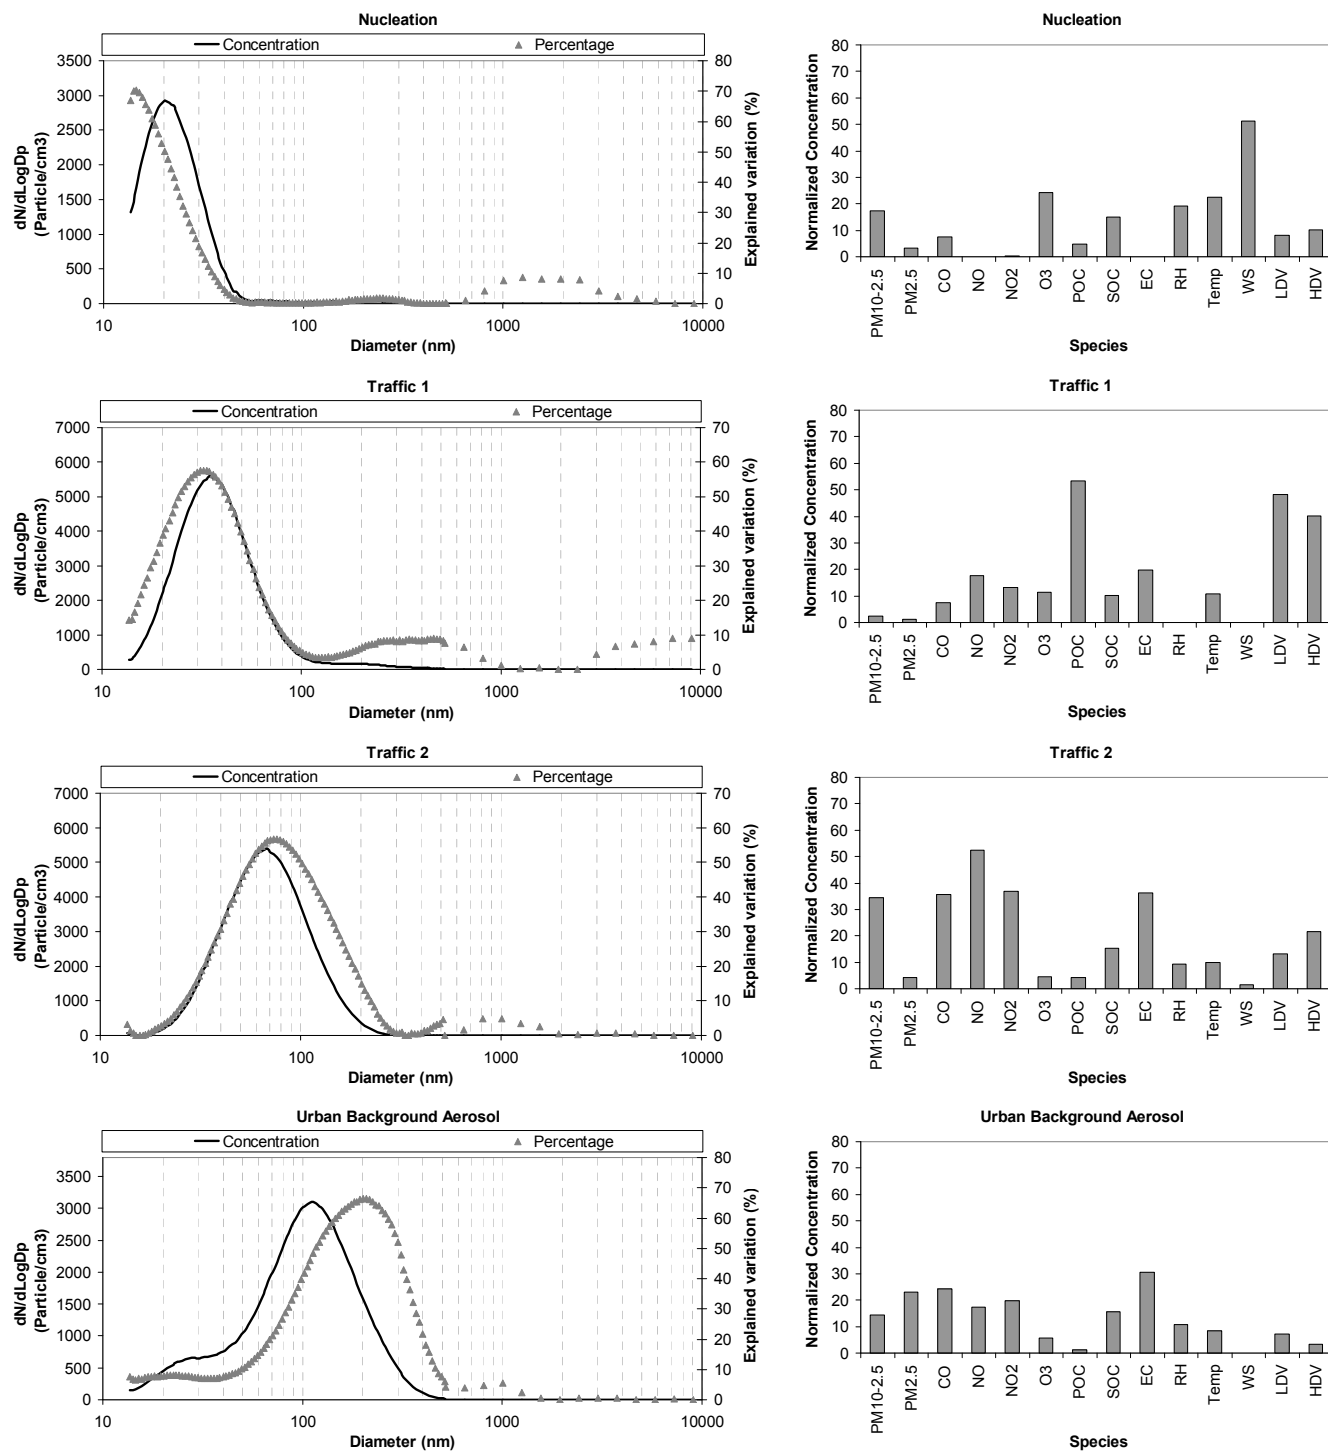 Nucleation
Concentration Percentage
3500
3000
2500
2000
1500
1000
500
0
80
70
60
50
40
30
20
10
0
10 100 1000 10000
dN/dLogDp
(Particle/cm3)
Explained variation (%)
Diameter (nm)
Nucleation
80
70
60
50
40
30
20
10
0
Normalized Concentration
PM10-2.5 PM2.5 CO NO NO2 O3 POC SOC EC RH Temp WS LDV HDV
Species
Traffic 1
Concentration Percentage
7000
6000
5000
4000
3000
2000
1000
0
70
60
50
40
30
20
10
0
10 100 1000 10000
dN/dLogDp
(Particle/cm3)
Explained variation (%)
Diameter (nm)
Traffic 1
80
70
60
50
40
30
20
10
0
Normalized Concentration
PM10-2.5 PM2.5 CO NO NO2 O3 POC SOC EC RH Temp WS LDV HDV
Species
Traffic 2
Concentration Percentage
7000
6000
5000
4000
3000
2000
1000
0
70
60
50
40
30
20
10
0
10 100 1000 10000
dN/dLogDp
(Particle/cm3)
Explained variation (%)
Diameter (nm)
Traffic 2
80
70
60
50
40
30
20
10
0
Normalized Concentration
PM10-2.5 PM2.5 CO NO NO2 O3 POC SOC EC RH Temp WS LDV HDV
Species
Urban Background Aerosol
Concentration Percentage
3500
3000
2500
2000
1500
1000
500
0
80
70
60
50
40
30
20
10
0
10 100 1000 10000
dN/dLogDp
(Particle/cm3)
Explained variation (%)
Diameter (nm)
Urban Background Aerosol
80
70
60
50
40
30
20
10
0
Normalized Concentration
PM10-2.5 PM2.5 CO NO NO2 O3 POC SOC EC RH Temp WS LDV HDV
Species